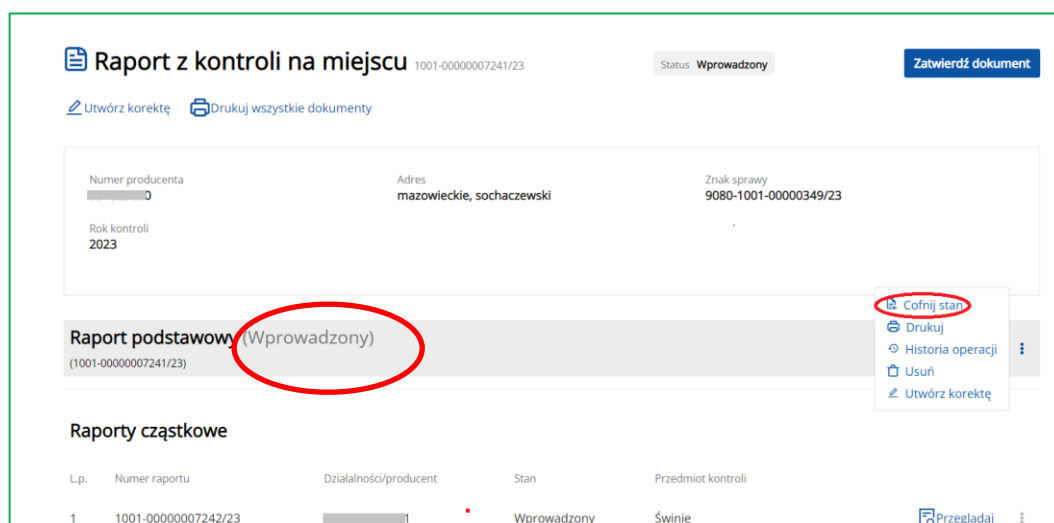 Raport z kontroli na miejscu 1001-00000007241/23 Status Wprowadzony Zatwierdź dokument
Utwórz korektę Drukuj wszystkie dokumenty
Numer producenta Adres Znak sprawy
0 mazowieckie, sochaczewski 9080-1001-00000349/23
Rok kontroli
2023
Cofnij stan
Drukuj
Historia operacji
Usuń
Utwórz korektę
Raport podstawowy (Wprowadzony)
(1001-00000007241/23)
Raporty cząstkowe
L.p. Numer raportu Działalności/producent Stan Przedmiot kontroli
1 1001-00000007242/23 1 Wprowadzony Świnie Przeglądaj